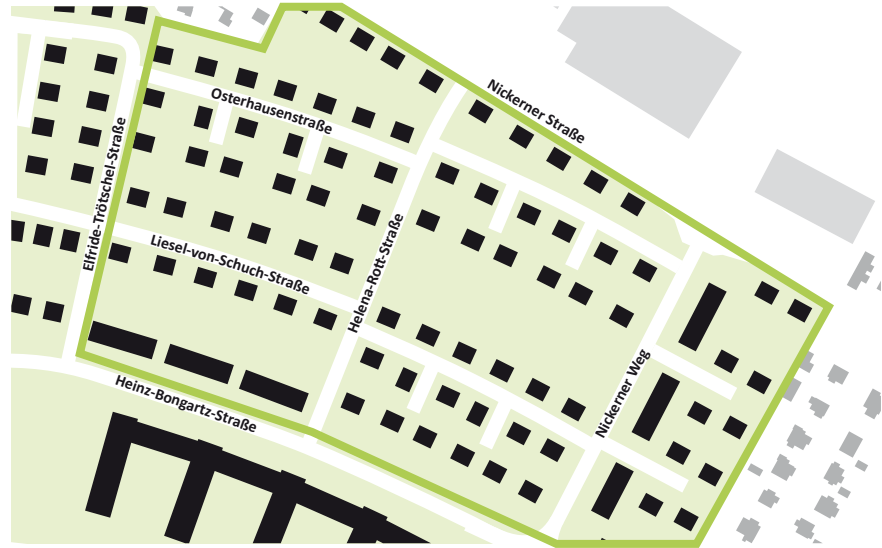 Nickerner Straße
Osterhausenstraße
Elfride-Trötschel-Straße
Liesel-von-Schuch-Straße
Helena-Rott-Straße
Nickerner Weg
Heinz-Bongartz-Straße